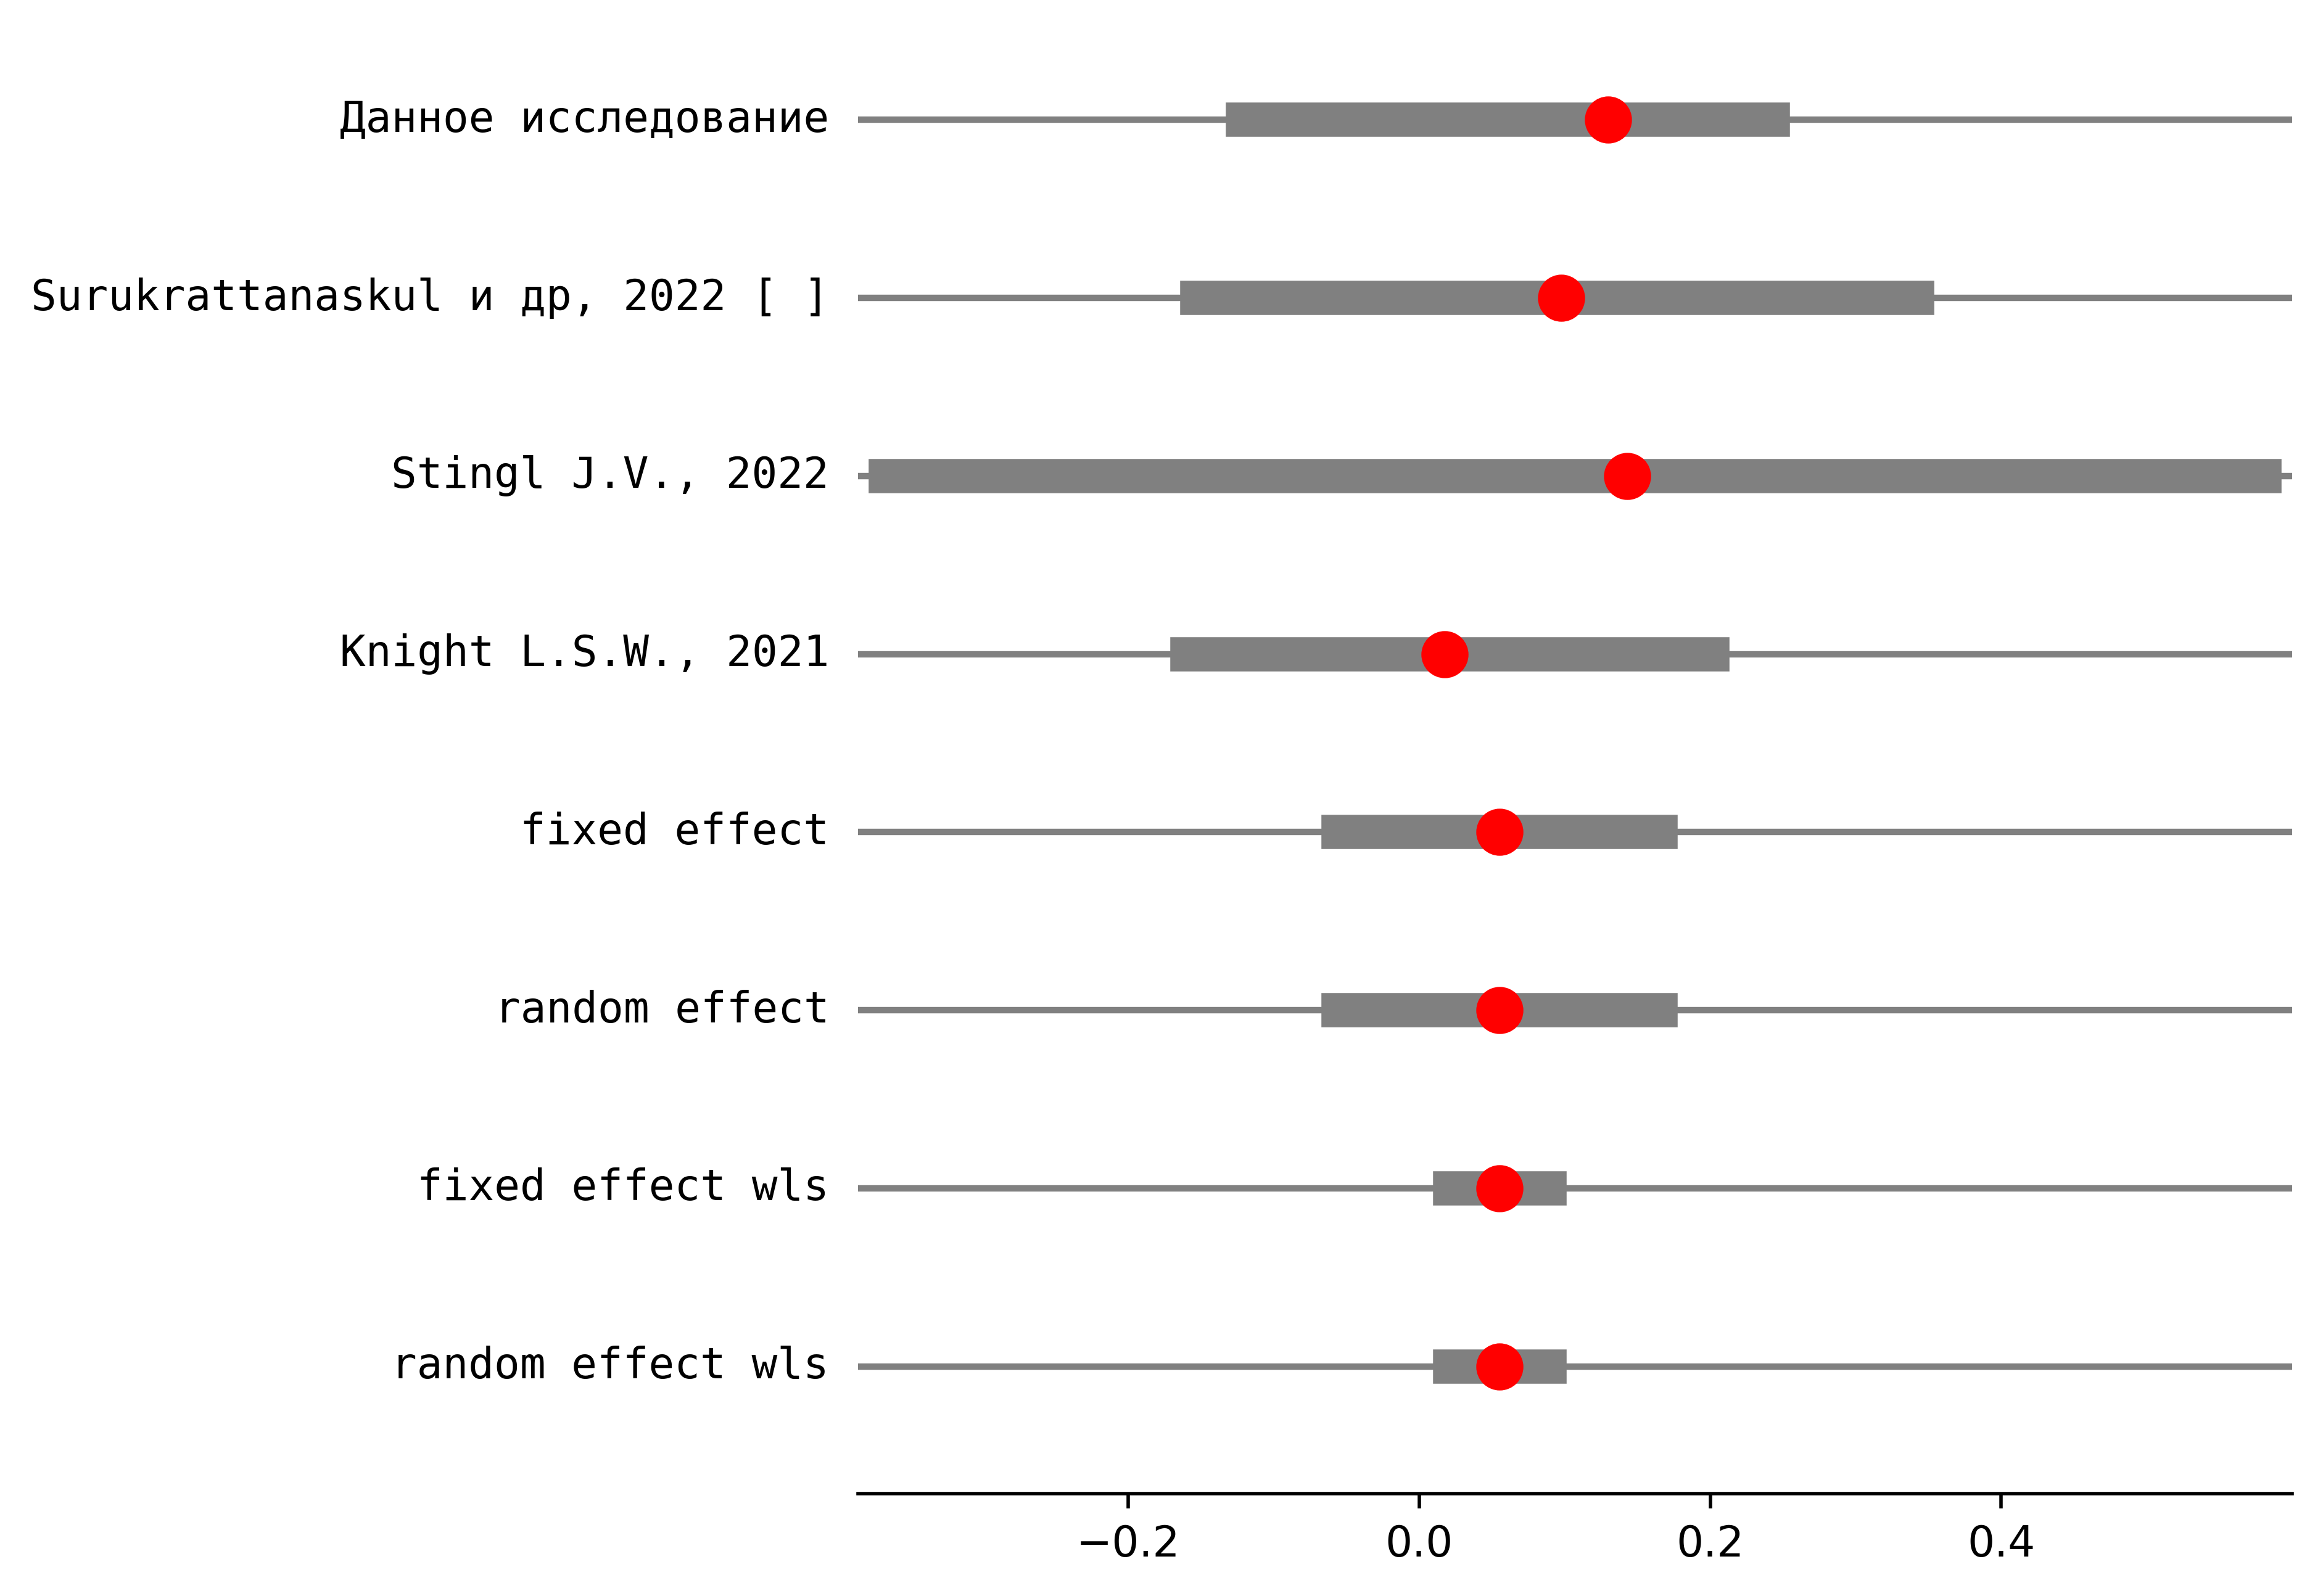 Данное исследование
Surukrattanaskul и др, 2022 [ ]
Stingl J.V., 2022
Knight L.S.W., 2021
fixed effect
random effect
fixed effect wls
random effect wls
−0.2 0.0 0.2 0.4